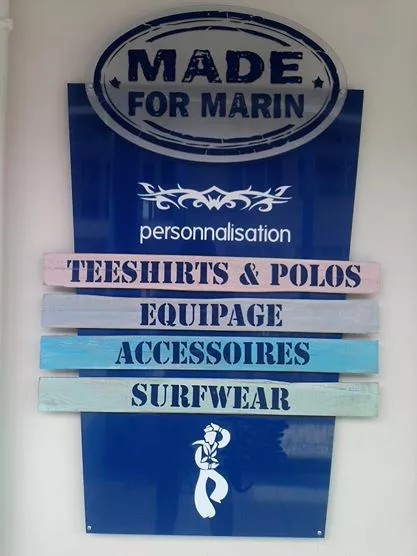 MADE
FOR MARIN
personnalisation
TEESHIRTS & POLOS
EQUIPAGE
ACCESSOIRES
SURFWEAR